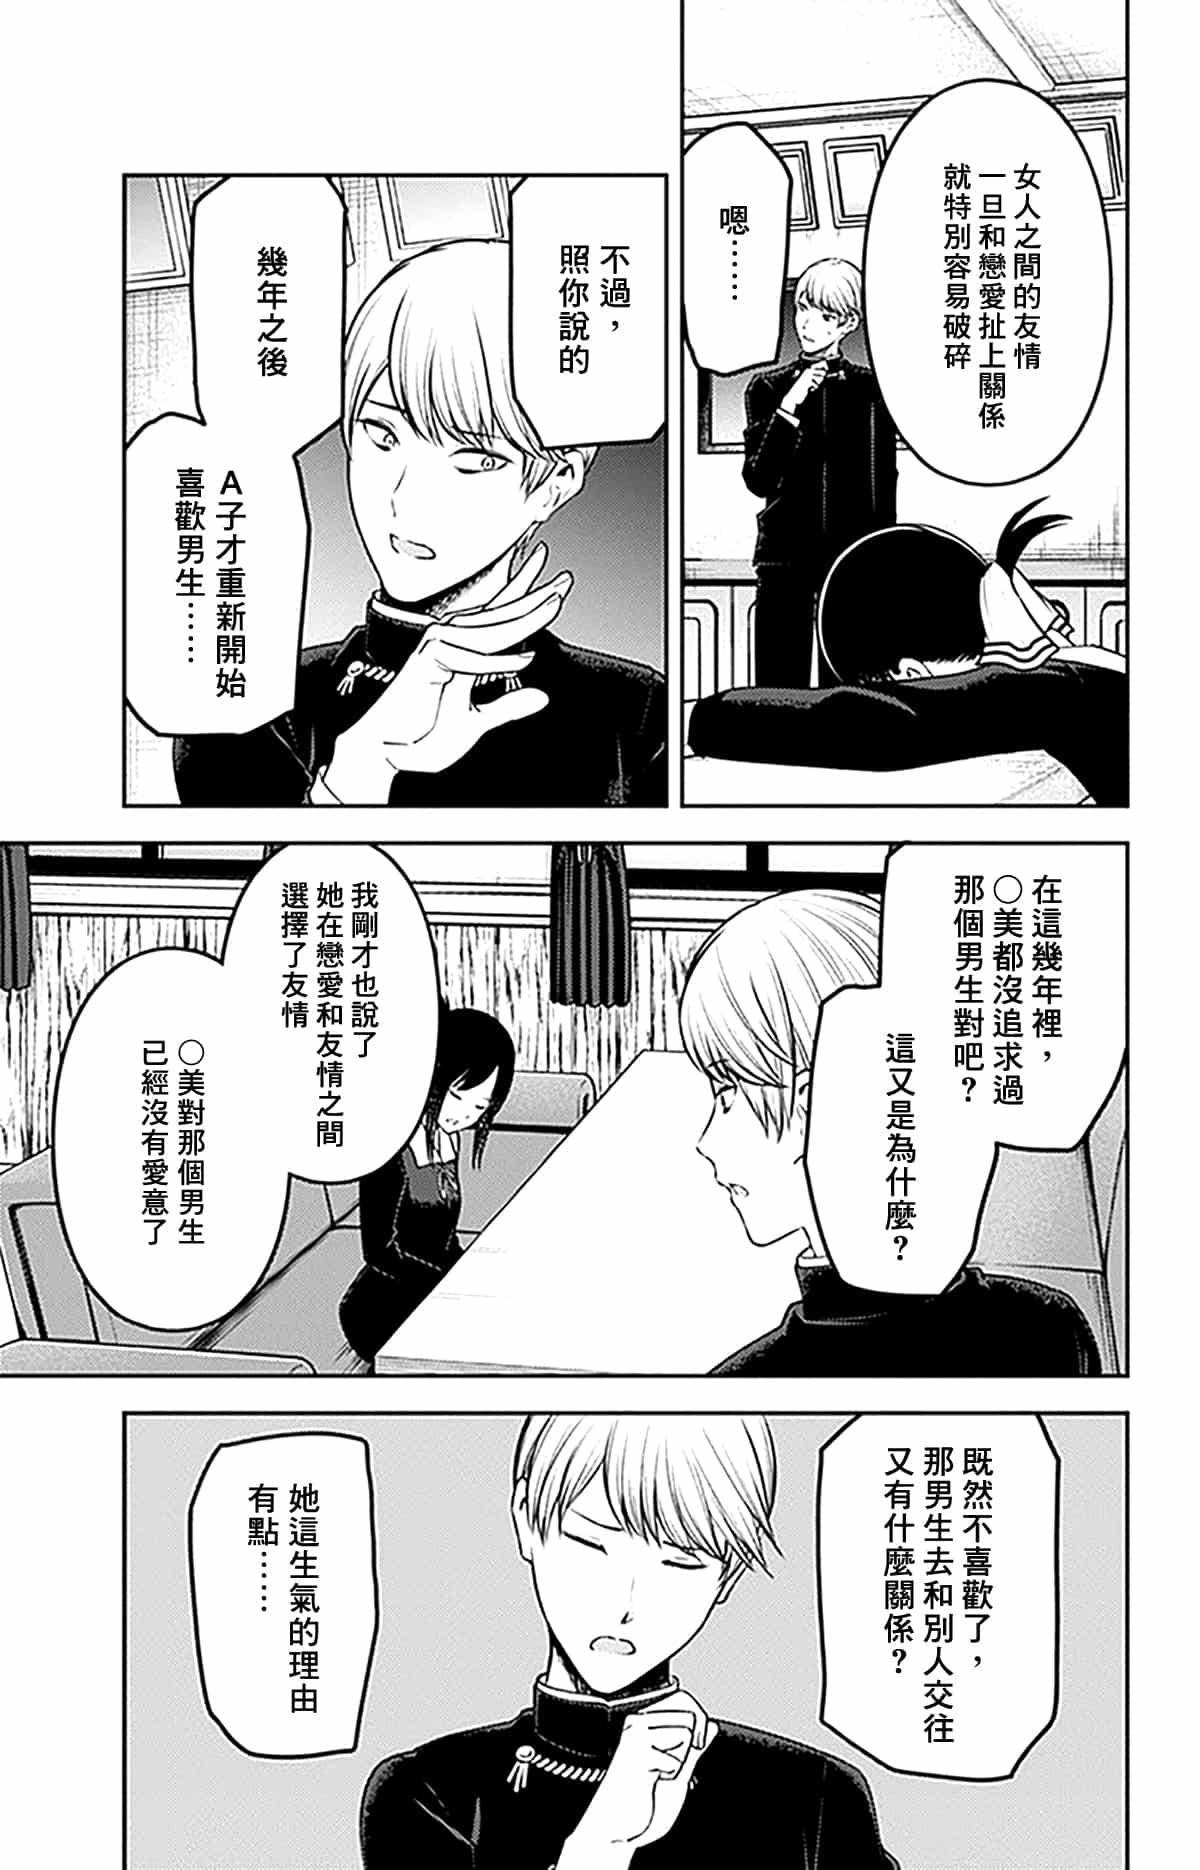 女人之間的友情
一旦和戀愛扯上關係
就特別容易破碎
嗯……
不過，
照你說的
幾年之後
Ａ子才重新開始
喜歡男生……
在這幾年裡，
○美都沒追求過
那個男生對吧？
這又是為什麼？
我剛才也說了
她在戀愛和友情之間
選擇了友情
○美對那個男生
已經沒有愛意了
既然不喜歡了，
那男生去和別人交往
又有什麼關係？
她這生氣的理由
有點……